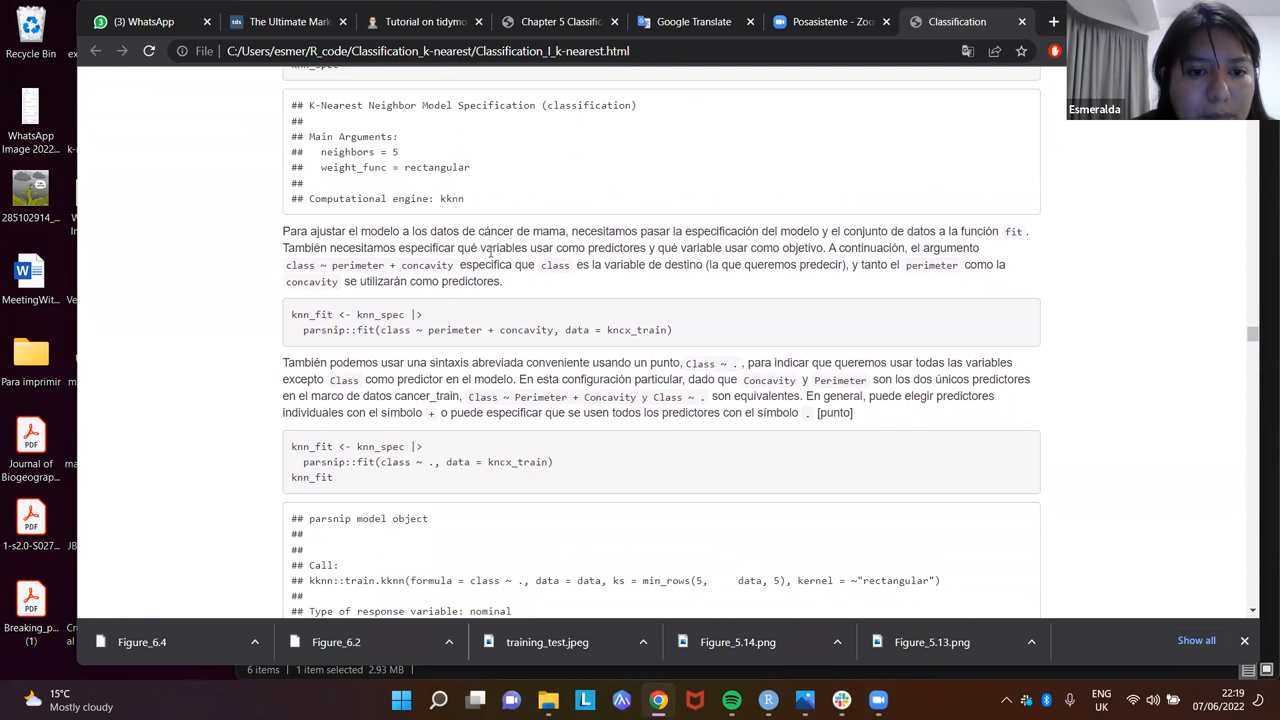 (3) WhatsApp
The Ultimate Mark
Tutorial on tidymo
Chapter 5 Classific
Google Translate
Posasistente - Zoo
Classification
C:/Users/esmer/R_code/Classification_k-nearest/Classification_I_k-nearest.html
Esmeralda
Recycle Bin
WhatsApp
Image 2022...
285102914_...
MeetingWit...
Para imprimir
Journal of
Biogeograp...
1-s2.0-S027...
Breaking_p...
(1)
knn_spec
## K-Nearest Neighbor Model Specification (classification)
##
## Main Arguments:
##   neighbors = 5
##   weight_func = rectangular
##
## Computational engine: kknn
Para ajustar el modelo a los datos de cáncer de mama, necesitamos pasar la especificación del modelo y el conjunto de datos a la función fit.
También necesitamos especificar qué variables usar como predictores y qué variable usar como objetivo. A continuación, el argumento
class ~ perimeter + concavity especifica que class es la variable de destino (la que queremos predecir), y tanto el perimeter como la
concavity se utilizarán como predictores.
knn_fit <- knn_spec |>
  parsnip::fit(class ~ perimeter + concavity, data = kncx_train)
También podemos usar una sintaxis abreviada conveniente usando un punto, Class ~ ., para indicar que queremos usar todas las variables
excepto Class como predictor en el modelo. En esta configuración particular, dado que Concavity y Perimeter son los dos únicos predictores
en el marco de datos cancer_train, Class ~ Perimeter + Concavity y Class ~ . son equivalentes. En general, puede elegir predictores
individuales con el símbolo + o puede especificar que se usen todos los predictores con el símbolo . [punto]
knn_fit <- knn_spec |>
  parsnip::fit(class ~ ., data = kncx_train)
knn_fit
## parsnip model object
##
##
## Call:
## kknn::train.kknn(formula = class ~ ., data = data, ks = min_rows(5,     data, 5), kernel = ~"rectangular")
##
## Type of response variable: nominal
Figure_6.4
Figure_6.2
training_test.jpeg
Figure_5.14.png
Figure_5.13.png
Show all
6 items
1 item selected
2.93 MB
15°C
Mostly cloudy
ENG
UK
22:19
07/06/2022